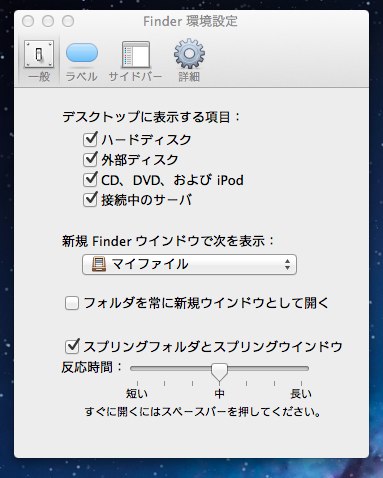 Finder 環境設定
一般 ラベル サイドバー 詳細
デスクトップに表示する項目：
ハードディスク
外部ディスク
CD、DVD、および iPod
接続中のサーバ
新規 Finder ウインドウで次を表示：
マイファイル
フォルダを常に新規ウインドウとして開く
スプリングフォルダとスプリングウインドウ
反応時間：
短い 中 長い
すぐに開くにはスペースバーを押してください。